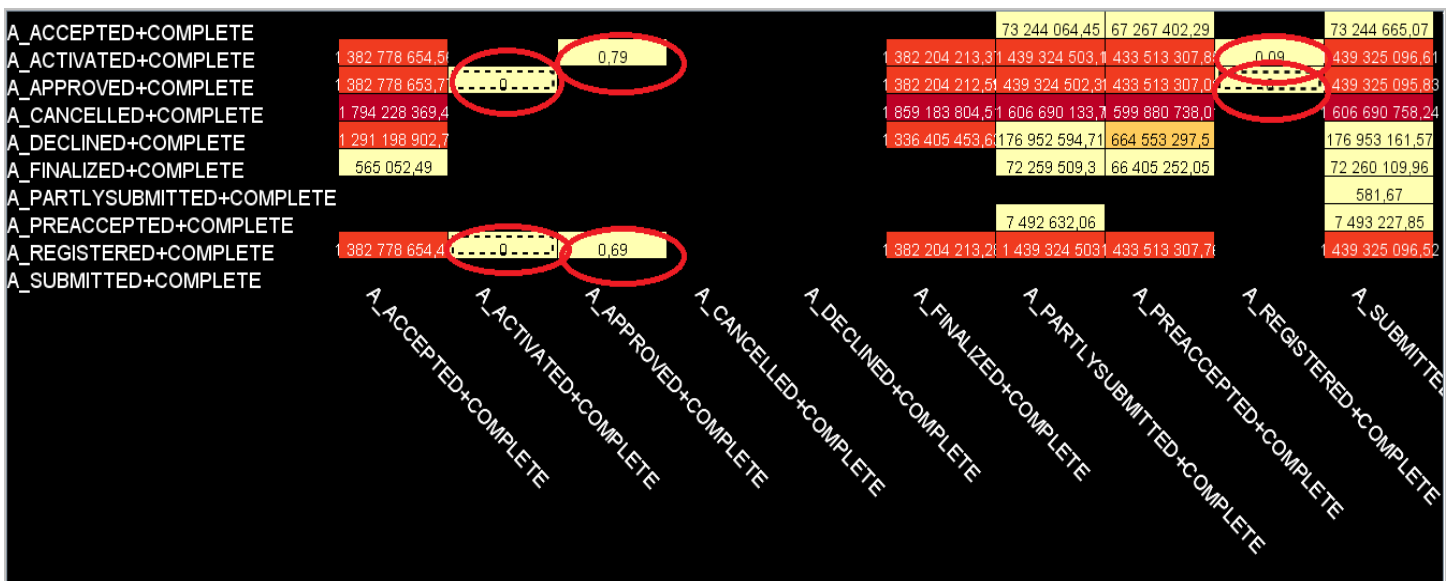 A_ACCEPTED+COMPLETE 73 244 064,45 67 267 402,29 73 244 665,07
A_ACTIVATED+COMPLETE 1 382 778 654,5 0,79 1 382 204 213,3 1 439 324 503,1 433 513 307,8 0,09 439 325 096,61
A_APPROVED+COMPLETE 1 382 778 653,7 0 1 382 204 212,5 439 324 502,3 433 513 307,0 0 439 325 095,83
A_CANCELLED+COMPLETE 1 794 228 369,4 1 859 183 804,5 1 606 690 133,7 599 880 738,0 1 606 690 758,24
A_DECLINED+COMPLETE 1 291 198 902,7 1 336 405 453,6 176 952 594,71 664 553 297,5 176 953 161,57
A_FINALIZED+COMPLETE 565 052,49 72 259 509,3 66 405 252,05 72 260 109,96
A_PARTLYSUBMITTED+COMPLETE 581,67
A_PREACCEPTED+COMPLETE 7 492 632,06 7 493 227,85
A_REGISTERED+COMPLETE 1 382 778 654,4 0 0,69 1 382 204 213,2 1 439 324 503 1 433 513 307,7 439 325 096,52
A_SUBMITTED+COMPLETE
A_ACCEPTED+COMPLETE
A_ACTIVATED+COMPLETE
A_APPROVED+COMPLETE
A_CANCELLED+COMPLETE
A_DECLINED+COMPLETE
A_FINALIZED+COMPLETE
A_PARTLYSUBMITTED+COMPLETE
A_PREACCEPTED+COMPLETE
A_REGISTERED+COMPLETE
A_SUBMITTE